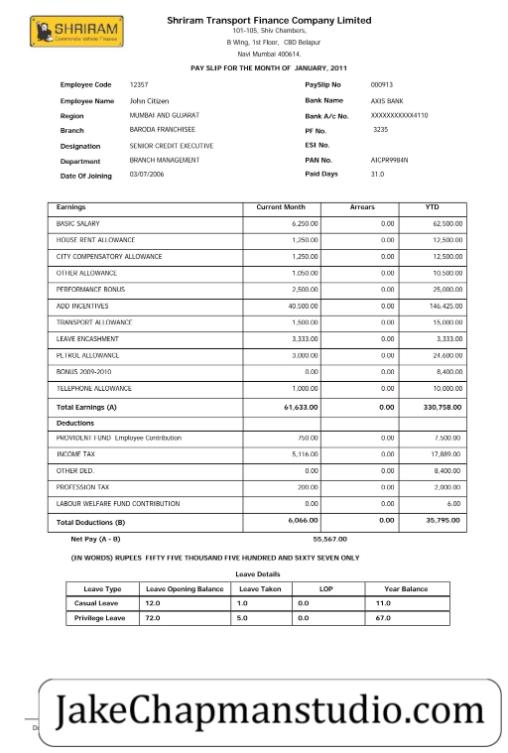 SHRIRAM
Shriram Transport Finance Company Limited
101-105, Shiv Chambers,
B Wing, 1st Floor, CBD Belapur
Navi Mumbai 400614.
PAY SLIP FOR THE MONTH OF JANUARY, 2011
Employee Code 12357 PaySlip No 000913
Employee Name John Citizen Bank Name AXIS BANK
Region MUMBAI AND GUJARAT Bank A/c No. XXXXXXXXXXX4110
Branch BARODA FRANCHISEE PF No. 3235
Designation SENIOR CREDIT EXECUTIVE ESI No.
Department BRANCH MANAGEMENT PAN No. AICPR9984N
Date Of Joining 03/07/2006 Paid Days 31.0
Earnings Current Month Arrears YTD
BASIC SALARY 6,250.00 0.00 62,500.00
HOUSE RENT ALLOWANCE 1,250.00 0.00 12,500.00
CITY COMPENSATORY ALLOWANCE 1,250.00 0.00 12,500.00
OTHER ALLOWANCE 1,050.00 0.00 10,500.00
PERFORMANCE BONUS 2,500.00 0.00 25,000.00
ADD INCENTIVES 40,500.00 0.00 146,425.00
TRANSPORT ALLOWANCE 1,500.00 0.00 15,000.00
LEAVE ENCASHMENT 3,333.00 0.00 3,333.00
PETROL ALLOWANCE 3,000.00 0.00 24,600.00
BONUS 2009-2010 0.00 0.00 8,400.00
TELEPHONE ALLOWANCE 1,000.00 0.00 10,000.00
Total Earnings (A) 61,633.00 0.00 330,758.00
Deductions
PROVIDENT FUND Employee Contribution 750.00 0.00 7,500.00
INCOME TAX 5,116.00 0.00 17,889.00
OTHER DED. 0.00 0.00 8,400.00
PROFESSION TAX 200.00 0.00 2,000.00
LABOUR WELFARE FUND CONTRIBUTION 0.00 0.00 6.00
Total Deductions (B) 6,066.00 0.00 35,795.00
Net Pay (A - B) 55,567.00
(IN WORDS) RUPEES FIFTY FIVE THOUSAND FIVE HUNDRED AND SIXTY SEVEN ONLY
Leave Details
Leave Type Leave Opening Balance Leave Taken LOP Year Balance
Casual Leave 12.0 1.0 0.0 11.0
Privilege Leave 72.0 5.0 0.0 67.0
JakeChapmanstudio.com